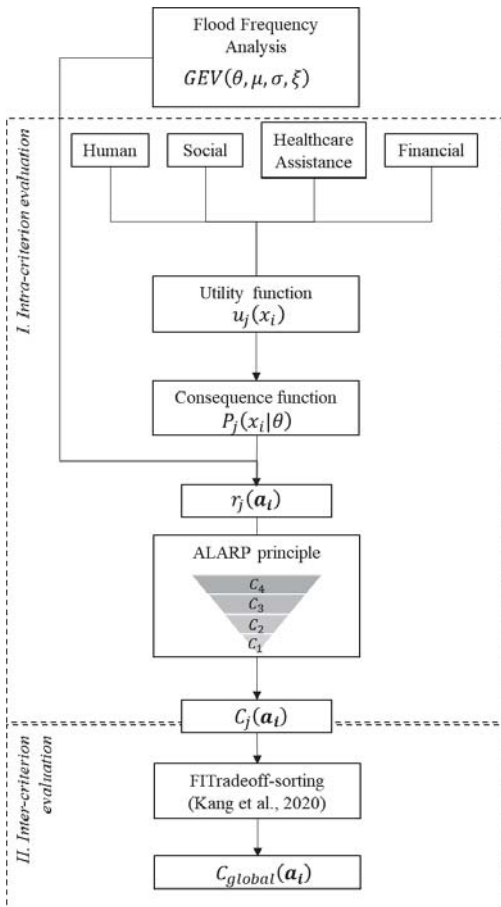 Flood Frequency
Analysis
GEV(θ, μ, σ, ξ)
I. Intra-criterion evaluation
Human
Social
Healthcare
Assistance
Financial
Utility function
u_j(x_i)
Consequence function
P_j(x_i|θ)
r_j(a_i)
ALARP principle
C_4
C_3
C_2
C_1
C_j(a_i)
II. Inter-criterion
evaluation
FITradeoff-sorting
(Kang et al., 2020)
C_global(a_i)